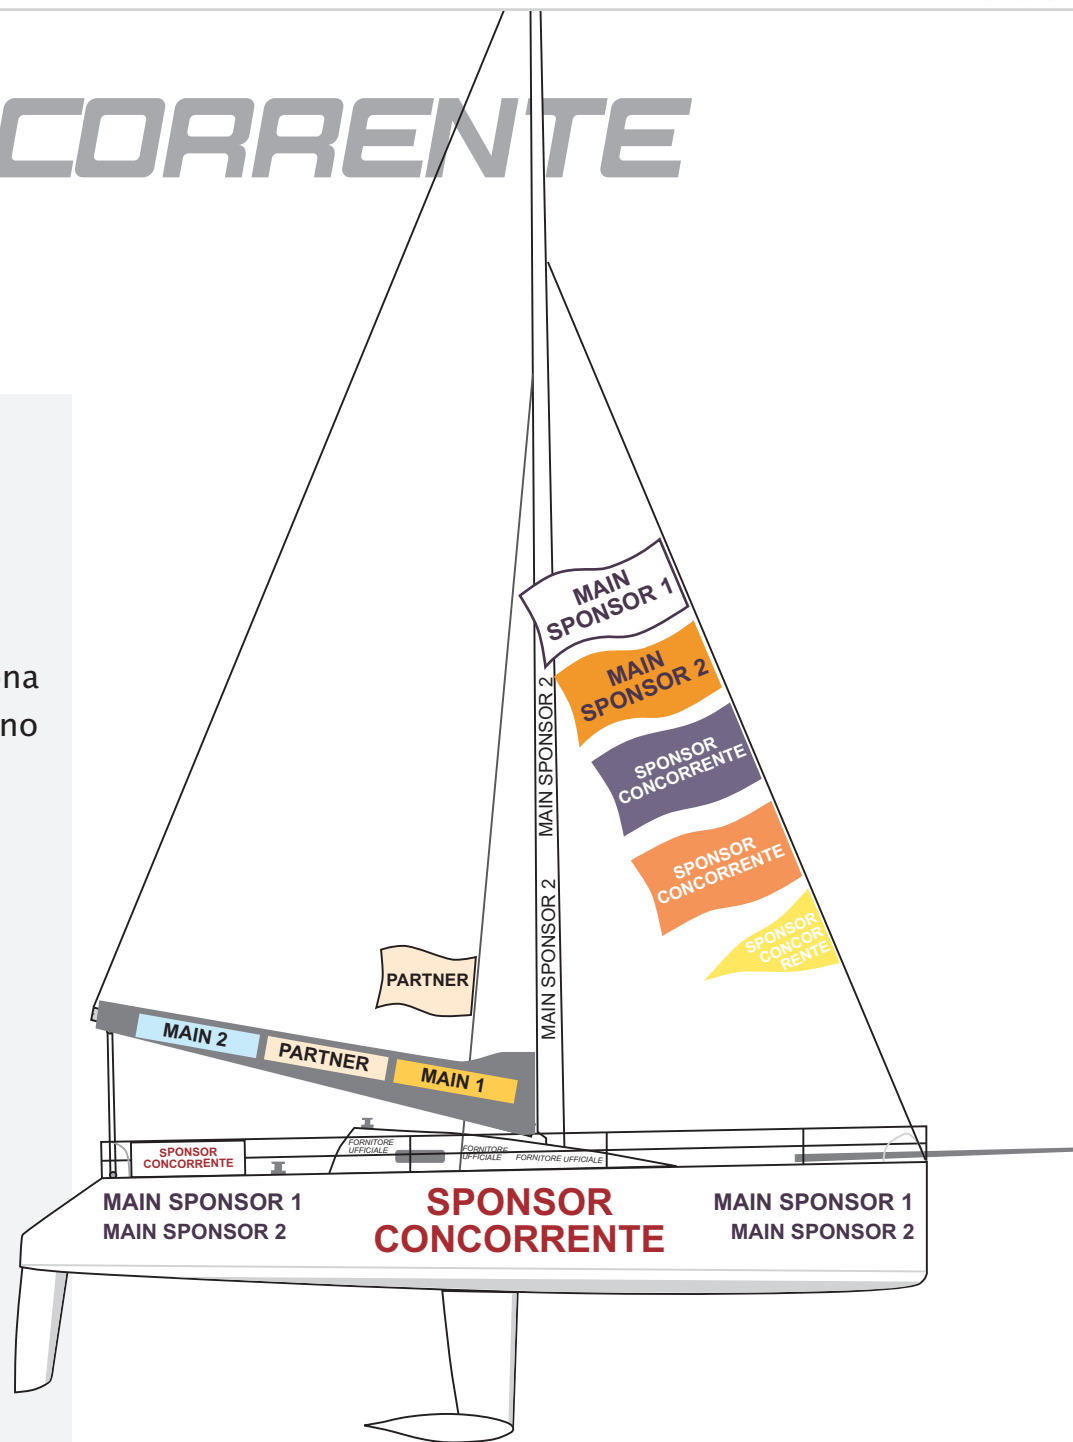 CORRENTE
na
no
MAIN
SPONSOR 1
MAIN
SPONSOR 2
SPONSOR
CONCORRENTE
SPONSOR
CONCORRENTE
SPONSOR
CONCOR
RENTE
MAIN SPONSOR 2
MAIN SPONSOR 2
PARTNER
MAIN 2
PARTNER
MAIN 1
FORNITORE
UFFICIALE
FORNITORE
UFFICIALE
FORNITORE UFFICIALE
SPONSOR
CONCORRENTE
MAIN SPONSOR 1
MAIN SPONSOR 2
SPONSOR
CONCORRENTE
MAIN SPONSOR 1
MAIN SPONSOR 2